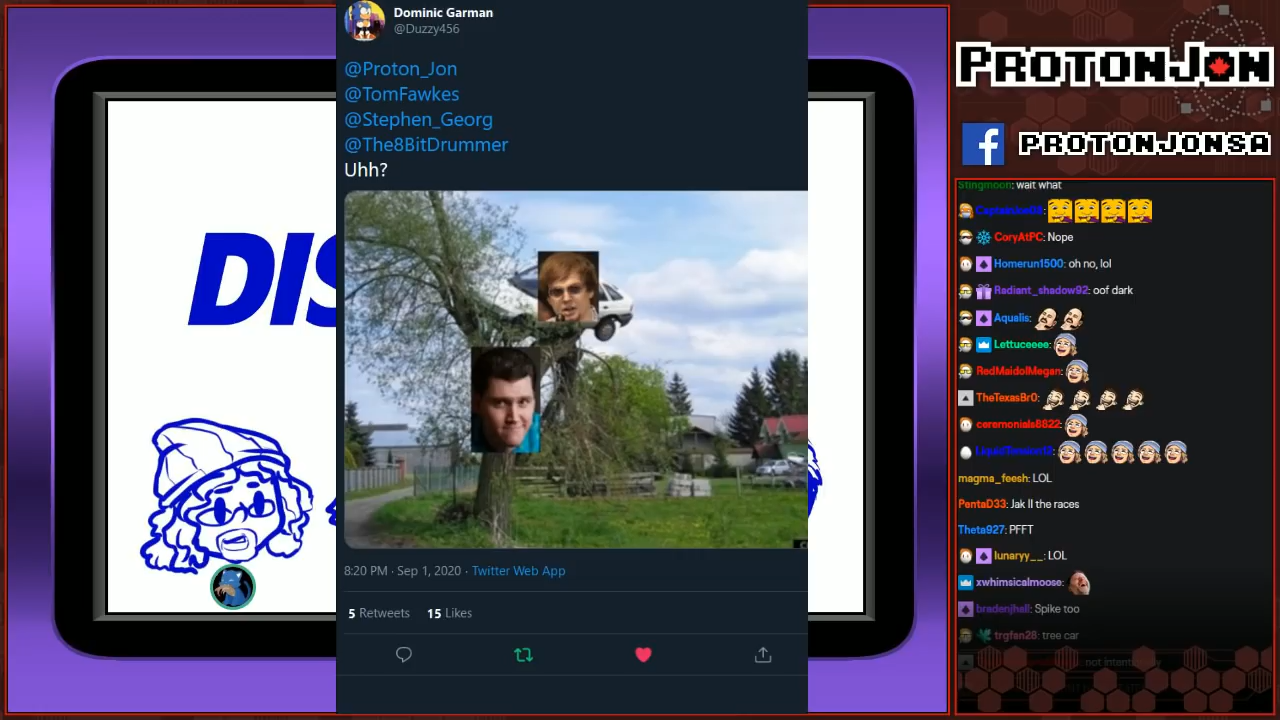 Dominic Garman
@Duzzy456
@Proton_Jon
@TomFawkes
@Stephen_Georg
@The8BitDrummer
Uhh?
8:20 PM · Sep 1, 2020 · Twitter Web App
5 Retweets 15 Likes
DIS
PROTONJON
f PROTONJONSA
Stingmoon: wait what
CoryAtPC: Nope
Homerun1500: oh no, lol
Radiant_shadow92: oof dark
Aqualis:
Lettuceeee:
RedMaidofMegan:
TheTexasBr0:
ceremonials8822:
magma_feesh: LOL
PentaD33: Jak II the races
Theta927: PFFT
lunaryy__: LOL
xwhimsicalmoose:
bradenjhall: Spike too
trgfan28: tree car